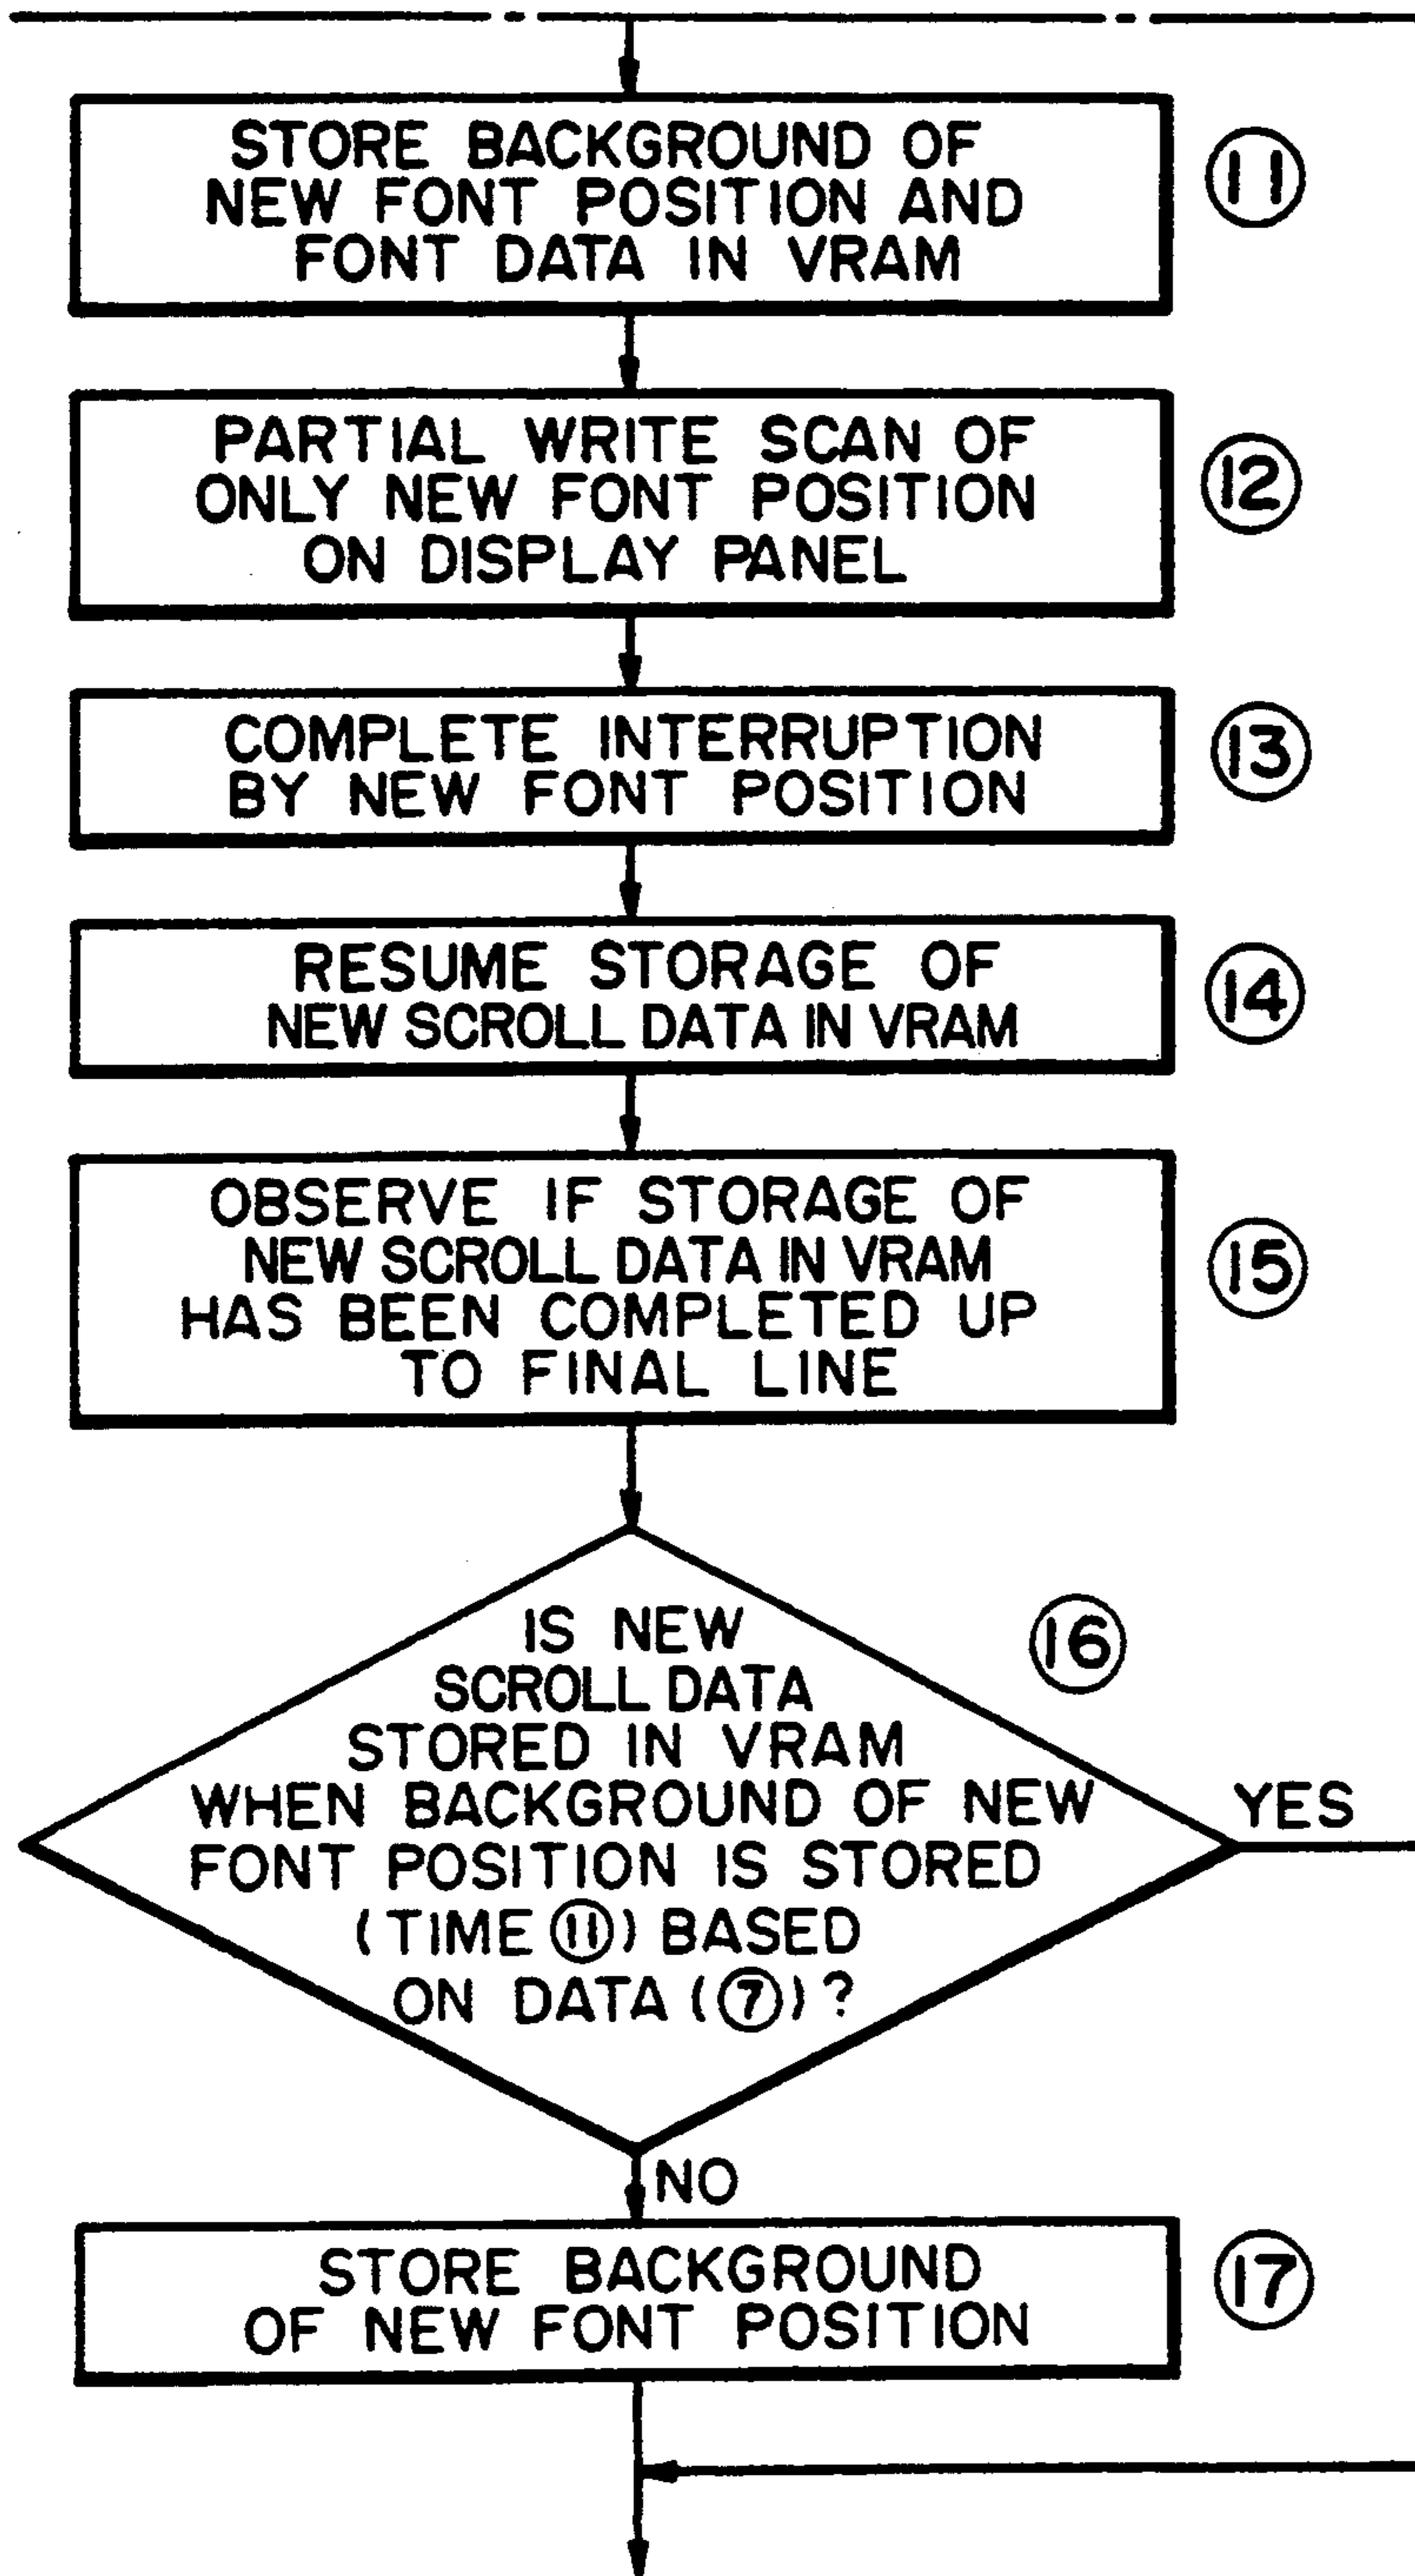 STORE BACKGROUND OF
NEW FONT POSITION AND
FONT DATA IN VRAM
⑪
PARTIAL WRITE SCAN OF
ONLY NEW FONT POSITION
ON DISPLAY PANEL
⑫
COMPLETE INTERRUPTION
BY NEW FONT POSITION
⑬
RESUME STORAGE OF
NEW SCROLL DATA IN VRAM
⑭
OBSERVE IF STORAGE OF
NEW SCROLL DATA IN VRAM
HAS BEEN COMPLETED UP
TO FINAL LINE
⑮
IS NEW
SCROLL DATA
STORED IN VRAM
WHEN BACKGROUND OF NEW
FONT POSITION IS STORED
(TIME ⑪) BASED
ON DATA (⑦)?
⑯
YES
NO
STORE BACKGROUND
OF NEW FONT POSITION
⑰